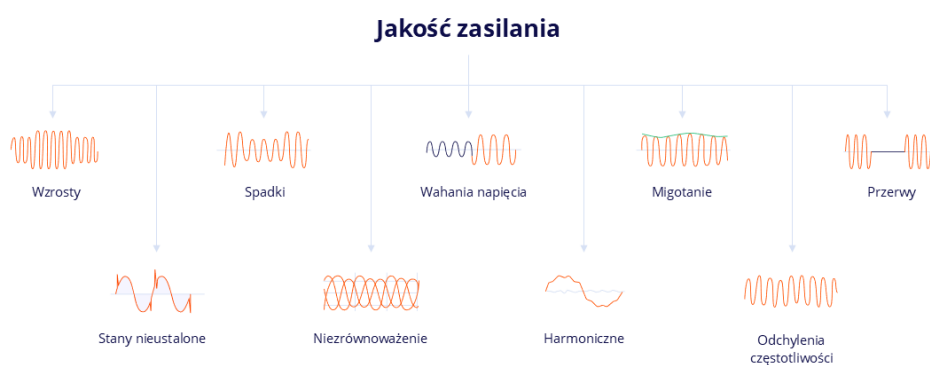 Jakość zasilania
Wzrosty
Spadki
Wahania napięcia
Migotanie
Przerwy
Stany nieustalone
Niezrównoważenie
Harmoniczne
Odchylenia
częstotliwości